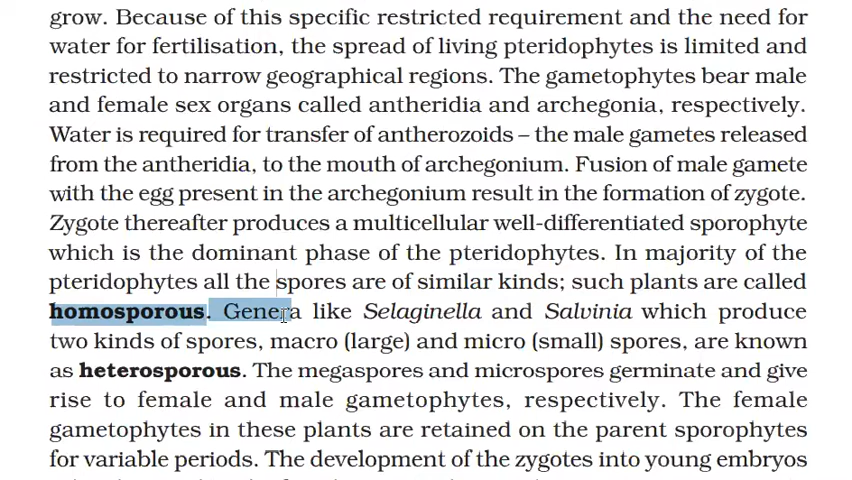 grow. Because of this specific restricted requirement and the need for
water for fertilisation, the spread of living pteridophytes is limited and
restricted to narrow geographical regions. The gametophytes bear male
and female sex organs called antheridia and archegonia, respectively.
Water is required for transfer of antherozoids – the male gametes released
from the antheridia, to the mouth of archegonium. Fusion of male gamete
with the egg present in the archegonium result in the formation of zygote.
Zygote thereafter produces a multicellular well-differentiated sporophyte
which is the dominant phase of the pteridophytes. In majority of the
pteridophytes all the spores are of similar kinds; such plants are called
homosporous. Genera like Selaginella and Salvinia which produce
two kinds of spores, macro (large) and micro (small) spores, are known
as heterosporous. The megaspores and microspores germinate and give
rise to female and male gametophytes, respectively. The female
gametophytes in these plants are retained on the parent sporophytes
for variable periods. The development of the zygotes into young embryos